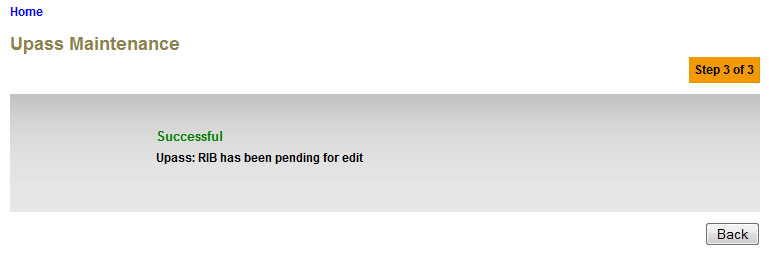 Home
Upass Maintenance
Step 3 of 3
Successful
Upass: RIB has been pending for edit
Back